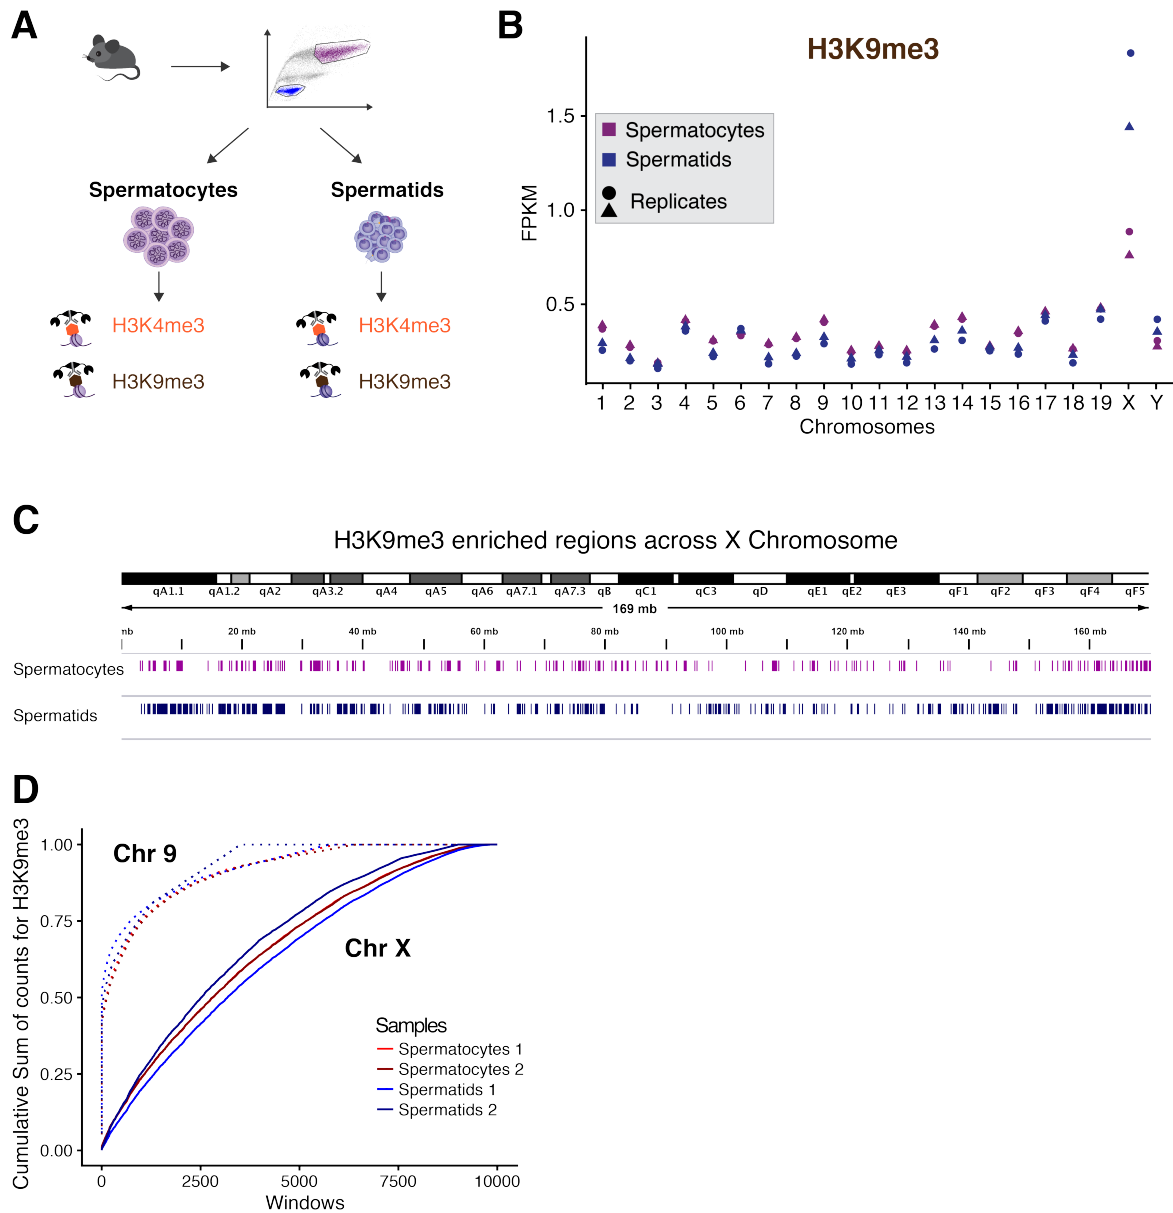 A
Spermatocytes
Spermatids
H3K4me3
H3K4me3
H3K9me3
H3K9me3
B
H3K9me3
Spermatocytes
Spermatids
Replicates
FPKM
1.5
1.0
0.5
1 2 3 4 5 6 7 8 9 10 11 12 13 14 15 16 17 18 19 X Y
Chromosomes
C
H3K9me3 enriched regions across X Chromosome
qA1.1 qA1.2 qA2 qA3.2 qA4 qA5 qA6 qA7.1 qA7.3 qB qC1 qC3 qD qE1 qE2 qE3 qF1 qF2 qF3 qF4 qF5
169 mb
mb 20 mb 40 mb 60 mb 80 mb 100 mb 120 mb 140 mb 160 mb
Spermatocytes
Spermatids
D
Cumulative Sum of counts for H3K9me3
1.00
0.75
0.50
0.25
0.00
Chr 9
Chr X
Samples
Spermatocytes 1
Spermatocytes 2
Spermatids 1
Spermatids 2
0 2500 5000 7500 10000
Windows